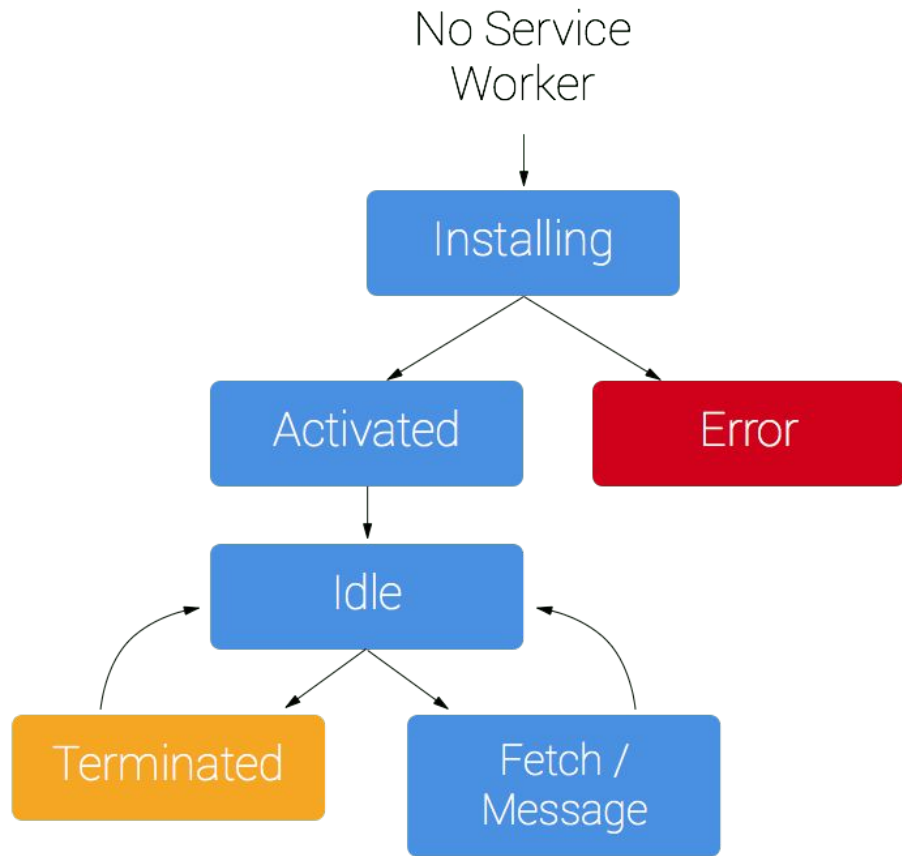 No Service
Worker
Installing
Activated
Error
Idle
Terminated
Fetch /
Message